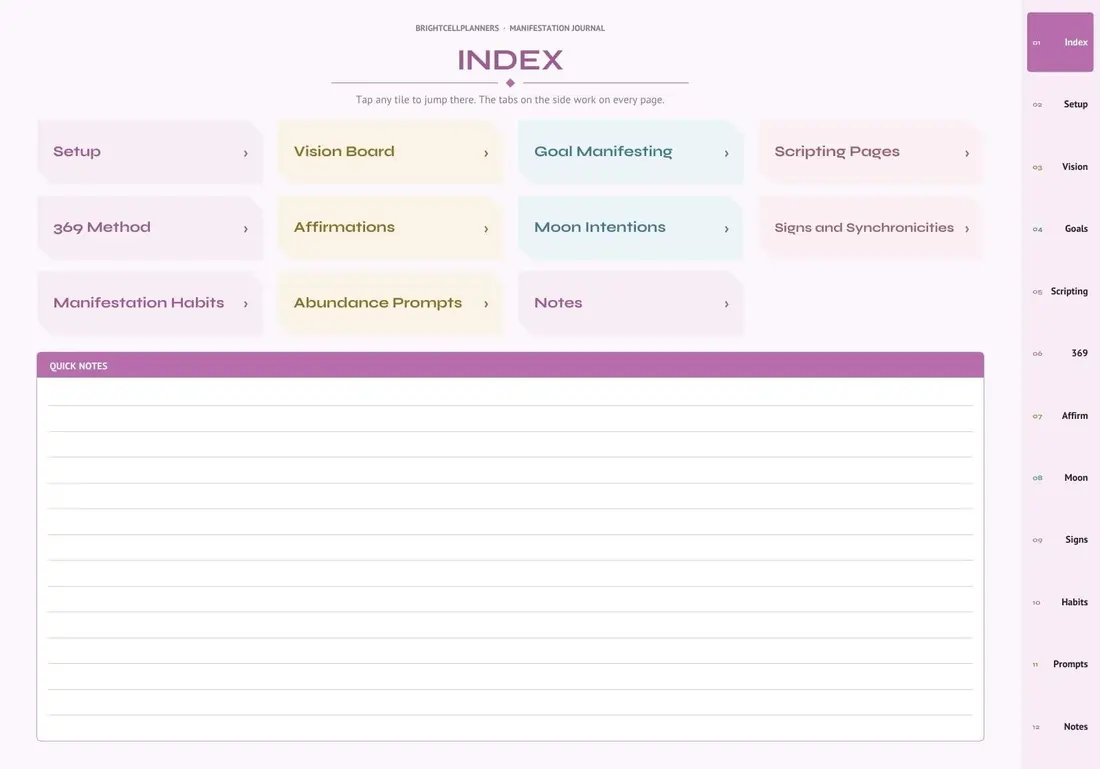 BRIGHTCELLPLANNERS · MANIFESTATION JOURNAL
INDEX
Tap any tile to jump there. The tabs on the side work on every page.
Setup ›
Vision Board ›
Goal Manifesting ›
Scripting Pages ›
369 Method ›
Affirmations ›
Moon Intentions ›
Signs and Synchronicities ›
Manifestation Habits ›
Abundance Prompts ›
Notes ›
QUICK NOTES
01 Index
02 Setup
03 Vision
04 Goals
05 Scripting
06 369
07 Affirm
08 Moon
09 Signs
10 Habits
11 Prompts
12 Notes